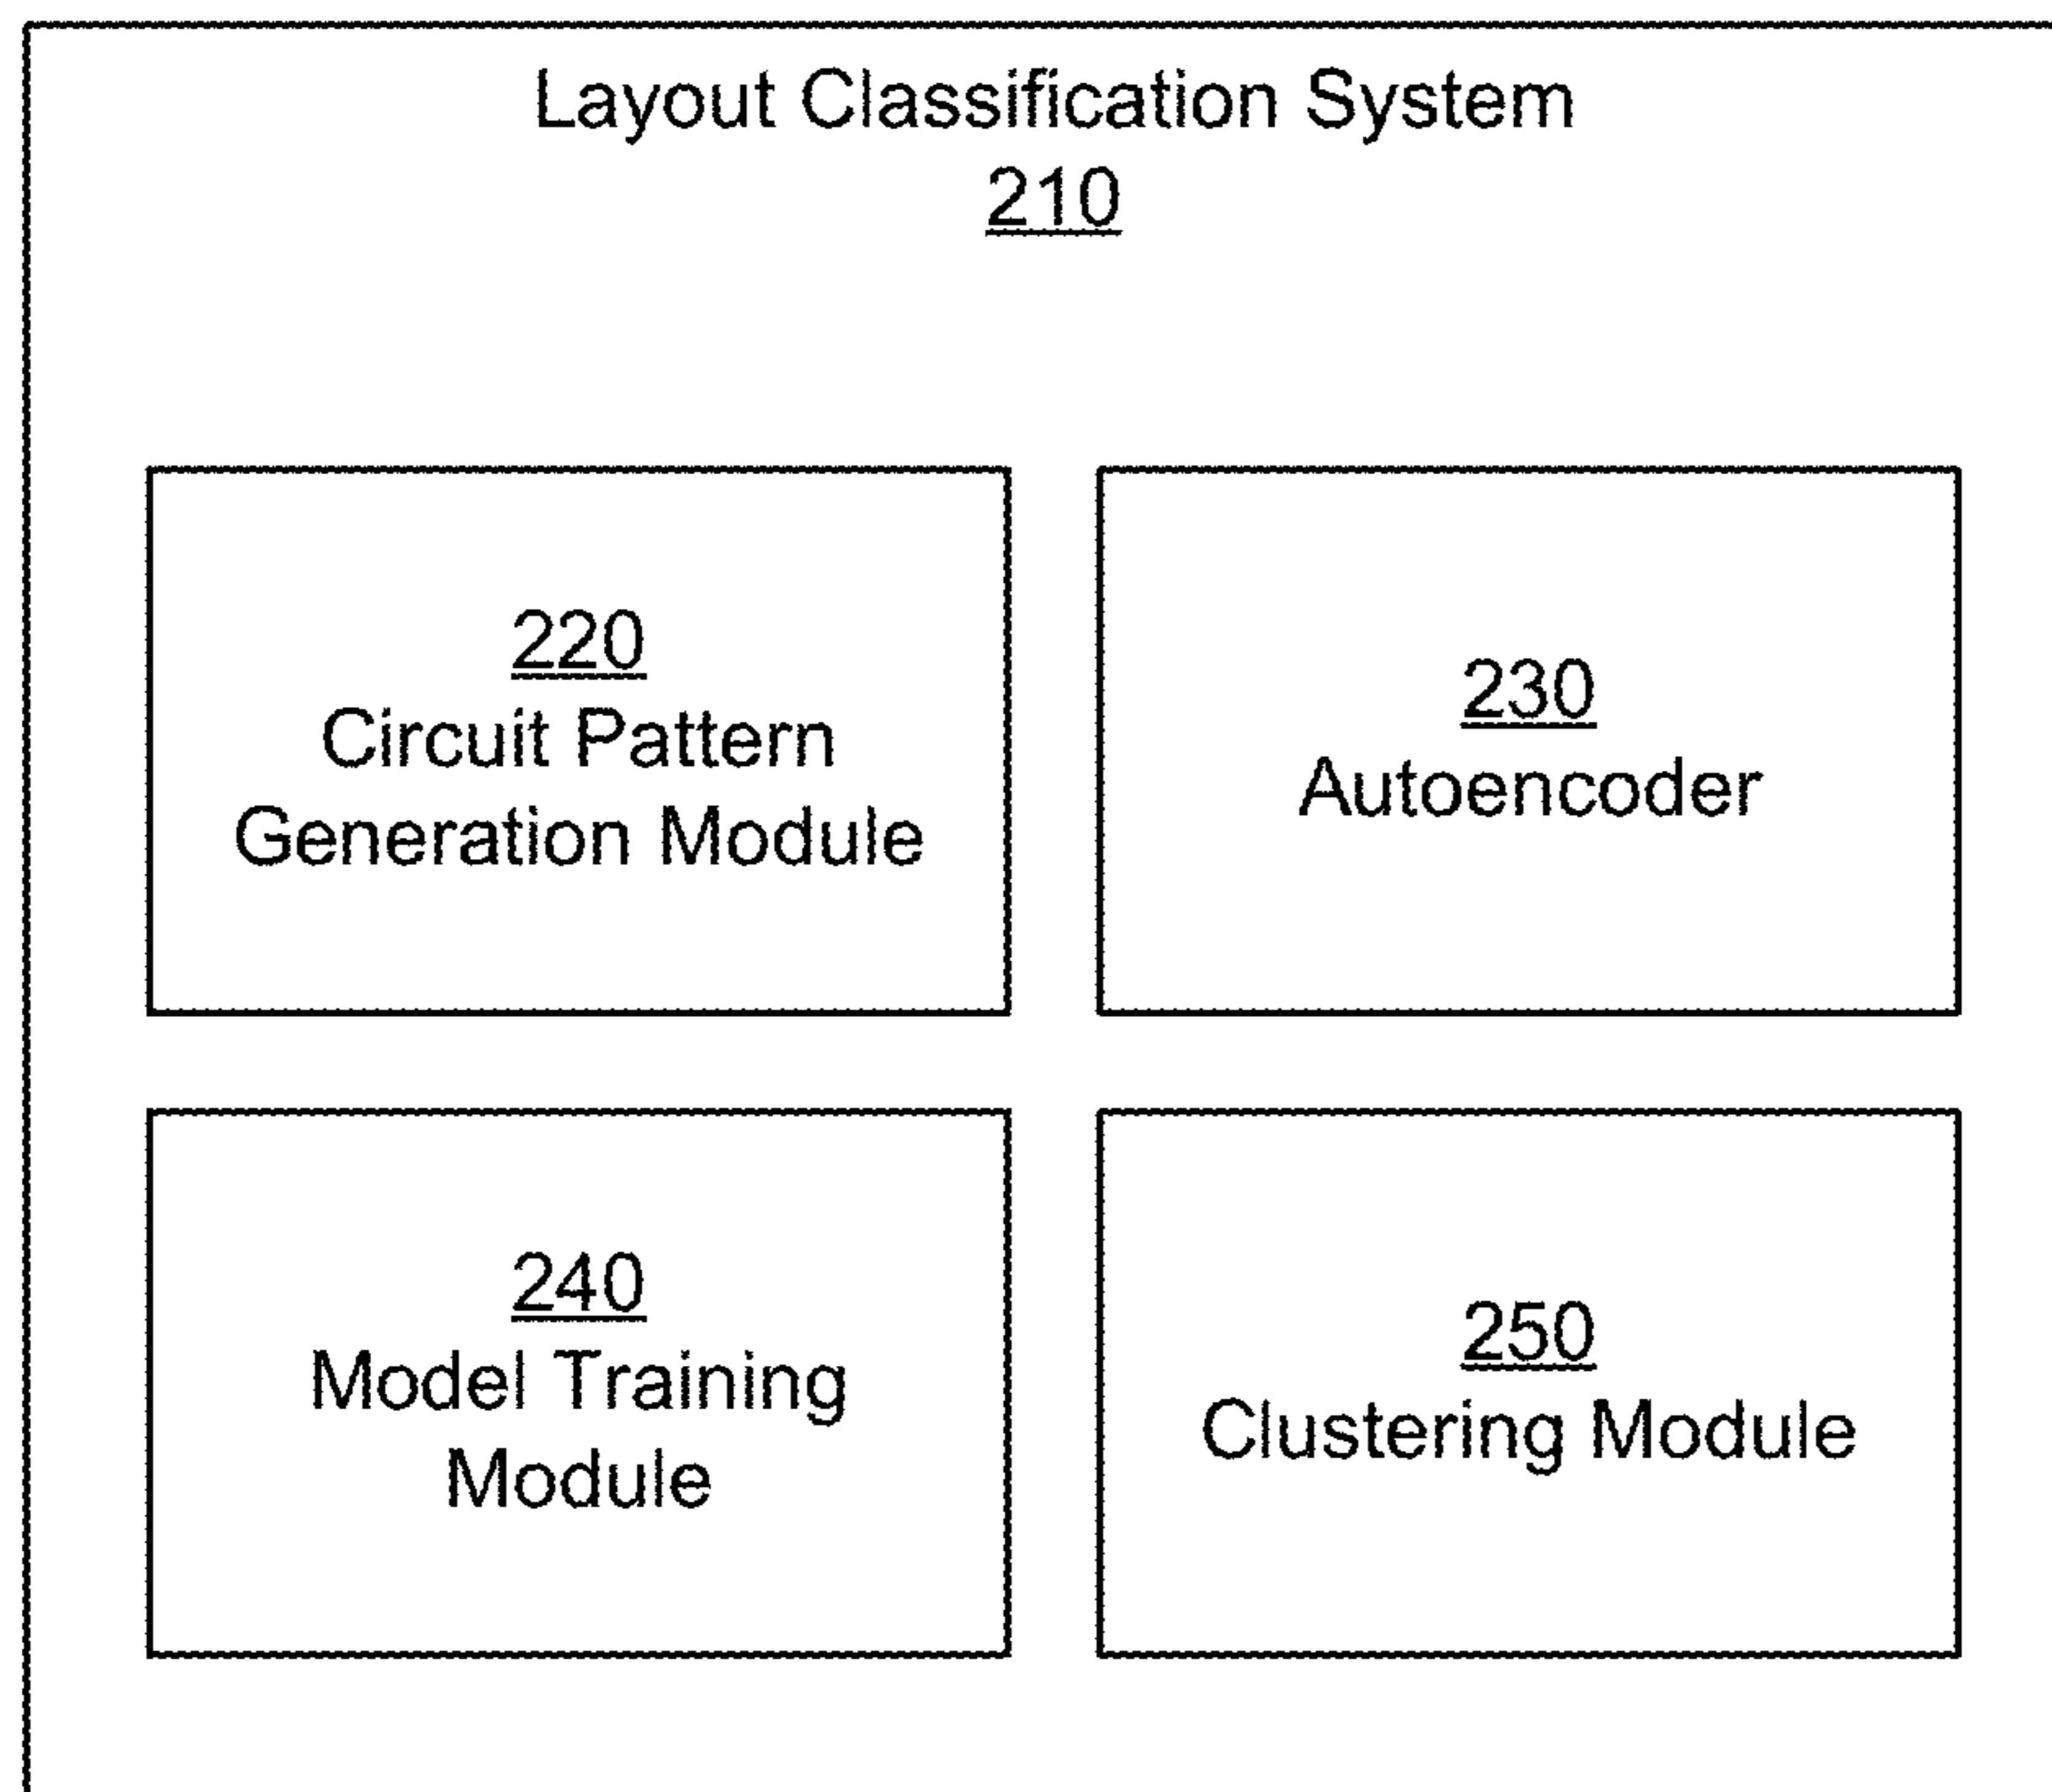 Layout Classification System
210
220
Circuit Pattern
Generation Module
230
Autoencoder
240
Model Training
Module
250
Clustering Module